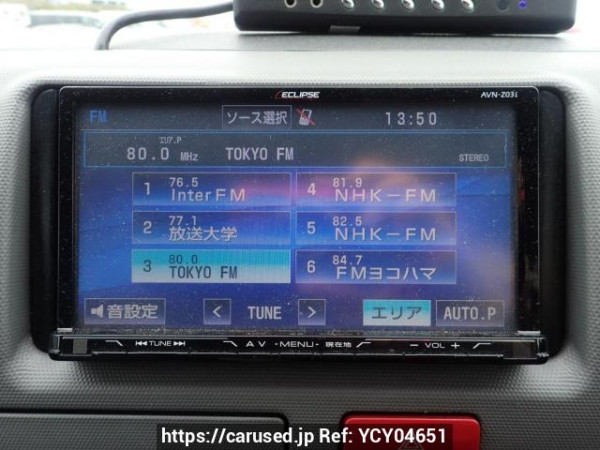 ECLIPSE
AVN-Z03i
FM
ソース選択
13:50
エリア.P
80.0 MHz TOKYO FM
STEREO
1 76.5 InterFM
4 81.9 NHK-FM
2 77.1 放送大学
5 82.5 NHK-FM
3 80.0 TOKYO FM
6 84.7 FMヨコハマ
音設定
< TUNE >
エリア
AUTO.P
TUNE
AV -MENU- 現在地
- VOL +
https://carused.jp Ref: YCY04651